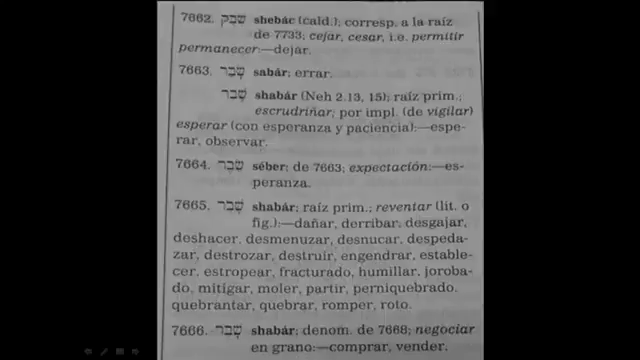 7662. שְׁבַק shebác (cald.); corresp. a la raíz
de 7733; cejar, cesar, i.e. permitir
permanecer:—dejar.
7663. שָׂבַר sabár; errar.
שָׁבַר shabár (Neh 2.13, 15); raíz prim.;
escrudriñar; por impl. (de vigilar)
esperar (con esperanza y paciencia):—espe-
rar, observar.
7664. שֵׂבֶר séber; de 7663; expectación:—es-
peranza.
7665. שָׁבַר shabár; raíz prim.; reventar (lit. o
fig.):—dañar, derribar, desgajar,
deshacer, desmenuzar, desnucar, despeda-
zar, destrozar, destruir, engendrar, estable-
cer, estropear, fracturado, humillar, joroba-
do, mitigar, moler, partir, perniquebrado,
quebrantar, quebrar, romper, roto.
7666. שָׁבַר shabár; denom. de 7668; negociar
en grano:—comprar, vender.